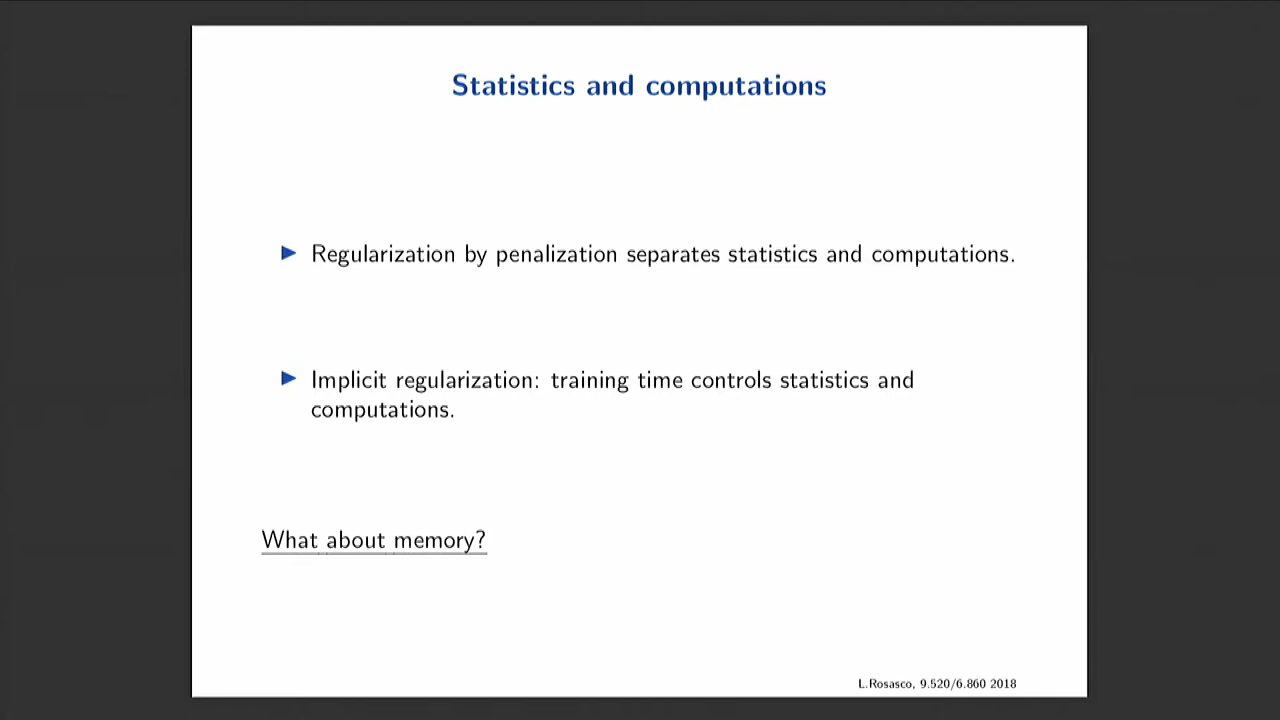 Statistics and computations
Regularization by penalization separates statistics and computations.
Implicit regularization: training time controls statistics and
computations.
What about memory?
L.Rosasco, 9.520/6.860 2018